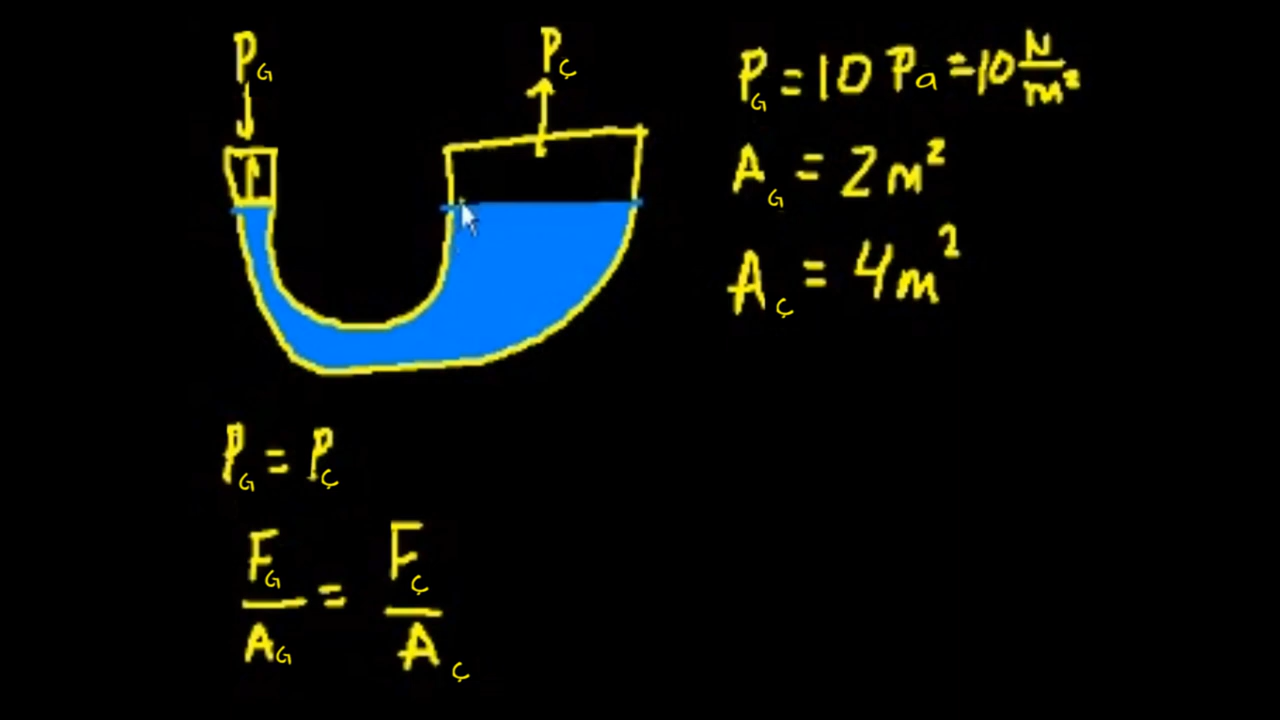 P_G
P_Ç
P_G = 10 Pa = 10 N/m²
A_G = 2m²
A_Ç = 4m²
P_G = P_Ç
F_G/A_G = F_Ç/A_Ç